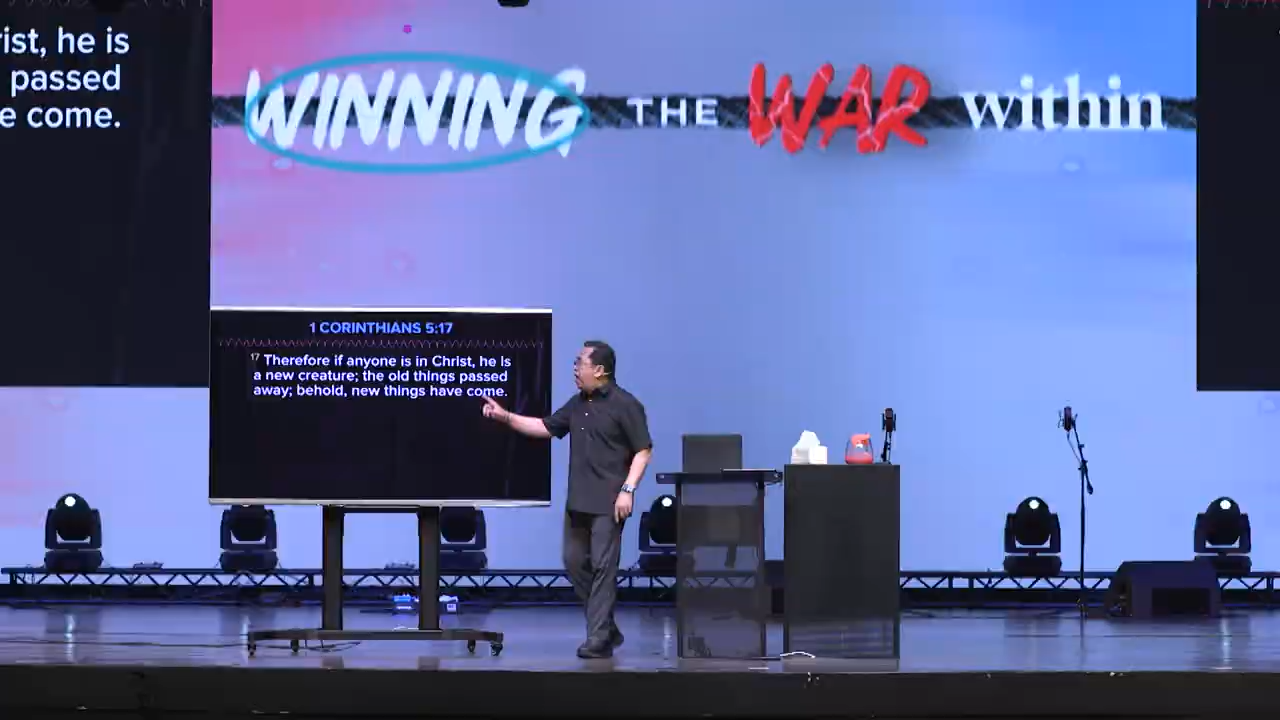 rist, he is
passed
e come.
WINNING THE WAR within
1 CORINTHIANS 5:17
17 Therefore if anyone is in Christ, he is
a new creature; the old things passed
away; behold, new things have come.